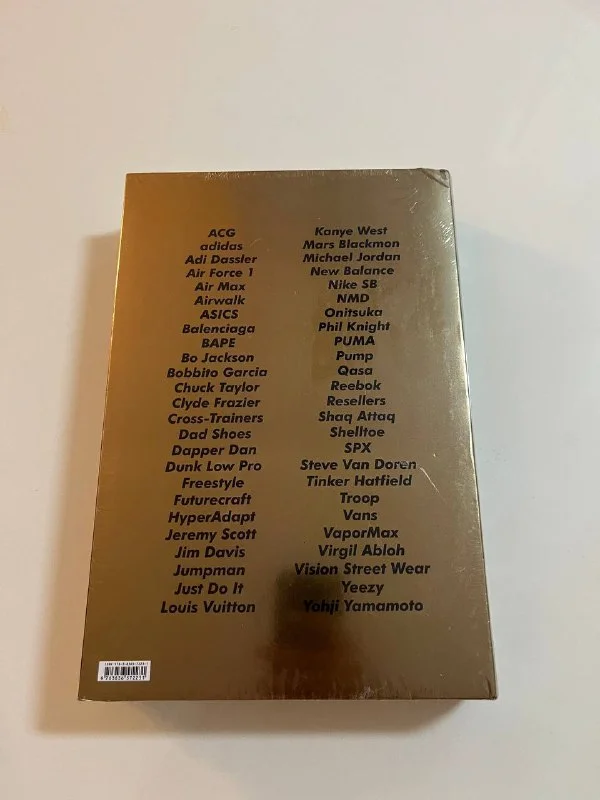 ACG
adidas
Adi Dassler
Air Force 1
Air Max
Airwalk
ASICS
Balenciaga
BAPE
Bo Jackson
Bobbito Garcia
Chuck Taylor
Clyde Frazier
Cross-Trainers
Dad Shoes
Dapper Dan
Dunk Low Pro
Freestyle
Futurecraft
HyperAdapt
Jeremy Scott
Jim Davis
Jumpman
Just Do It
Louis Vuitton
Kanye West
Mars Blackmon
Michael Jordan
New Balance
Nike SB
NMD
Onitsuka
Phil Knight
PUMA
Pump
Qasa
Reebok
Resellers
Shaq Attaq
Shelltoe
SPX
Steve Van Doren
Tinker Hatfield
Troop
Vans
VaporMax
Virgil Abloh
Vision Street Wear
Yeezy
Yohji Yamamoto